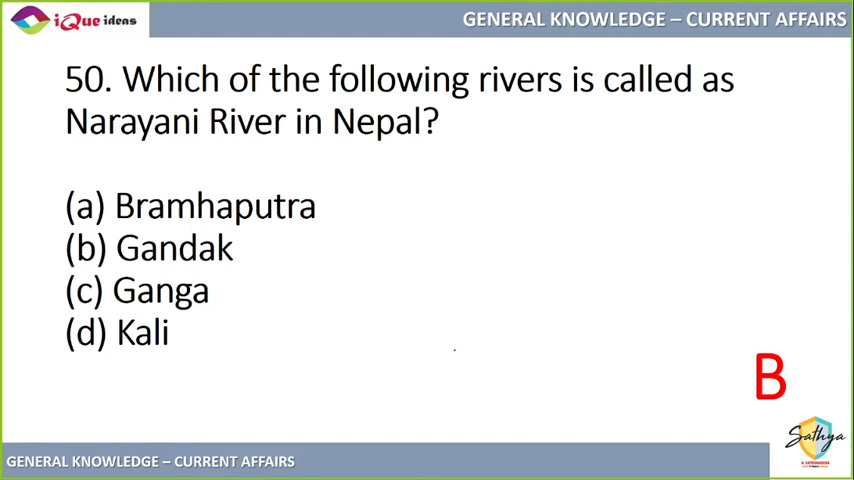 iQue ideas
GENERAL KNOWLEDGE – CURRENT AFFAIRS
50. Which of the following rivers is called as
Narayani River in Nepal?
(a) Bramhaputra
(b) Gandak
(c) Ganga
(d) Kali
B
Sathya
GENERAL KNOWLEDGE – CURRENT AFFAIRS